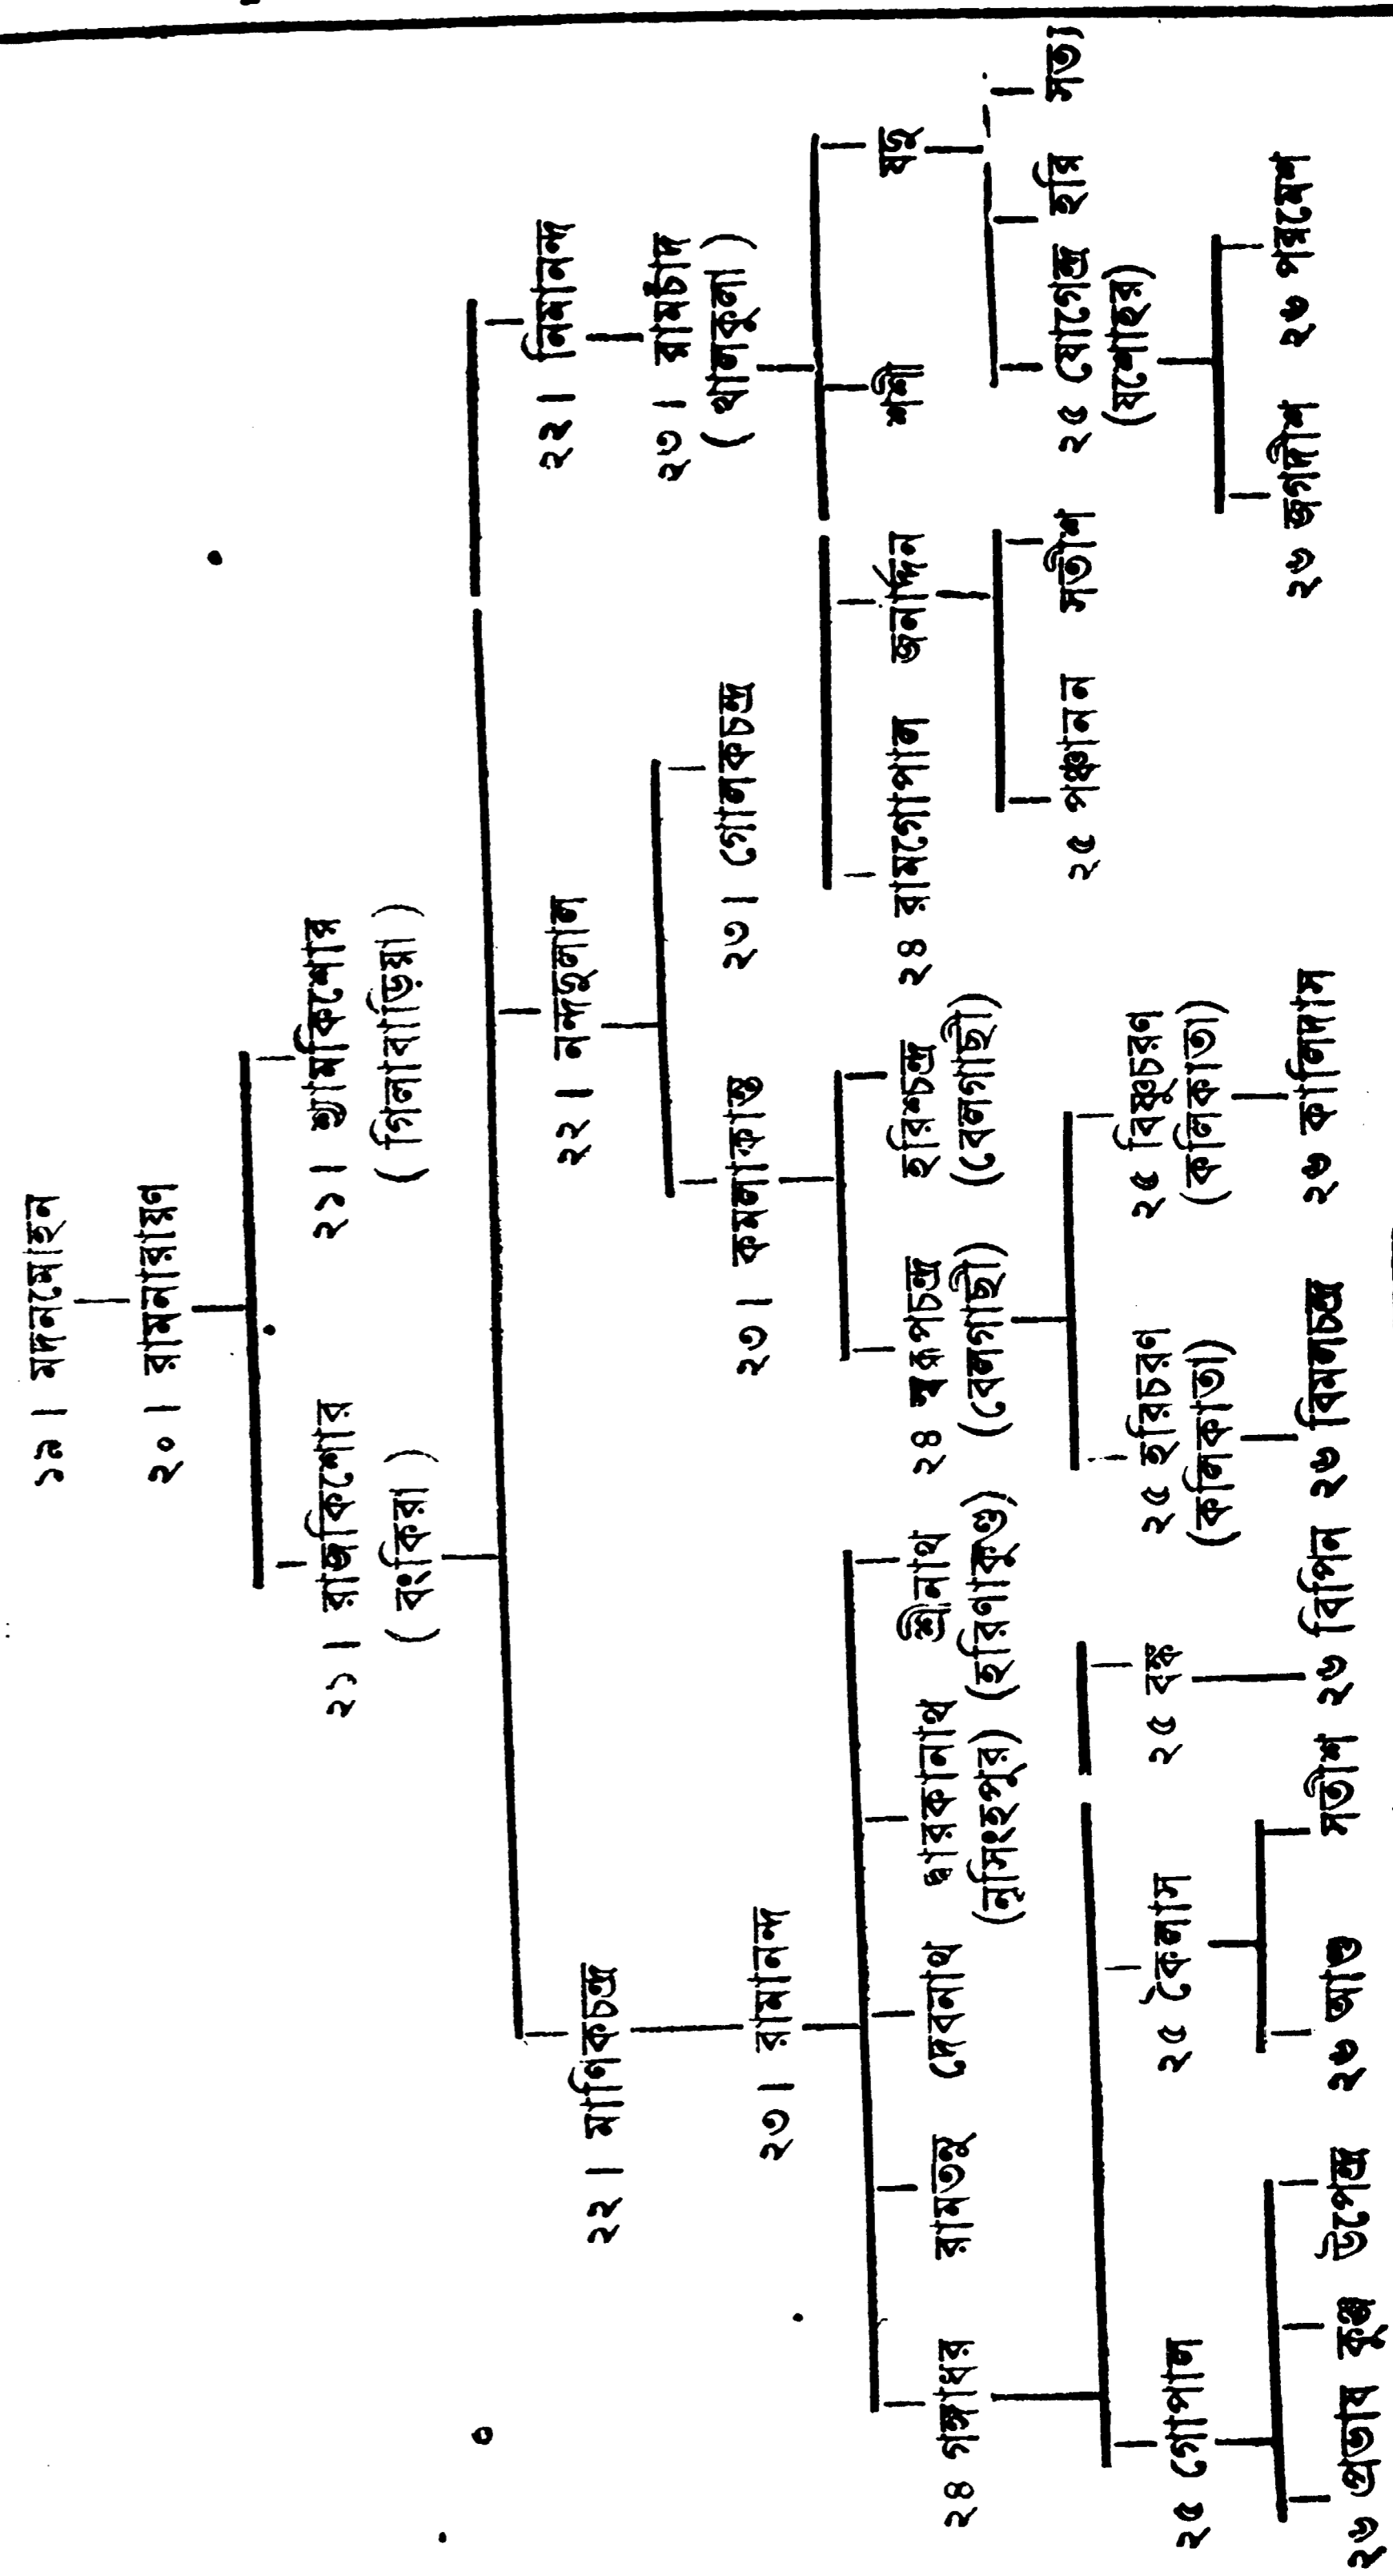 ১৯। মদনমোহন
২০। রামনারায়ণ
২১। রাজকিশোর ২১। শ্যামকিশোর
( বংকিরা ) ( গিলাবাড়িয়া )
২২। মাণিকচন্দ্র ২২। নন্দদুলাল ২২। নিমানন্দ
২৩। রামানন্দ ২৩। কমলাকান্ত ২৩। গোলকচন্দ্র ২৩। রামচাঁদ
( খালকুলা )
২৪ গঙ্গাধর রামতনু দেবনাথ দ্বারকানাথ শ্রীনাথ ২৪ স্বরূপচন্দ্র হরিশ্চন্দ্র ২৪ রামগোপাল জনার্দ্দন শশী যদু
(নৃসিংহপুর) (হরিণাকুণ্ড) (বেলগাছী) (বেলগাছী)
২৫ গোপাল ২৫ কৈলাস ২৫ বঙ্ক ২৫ হরিচরণ ২৫ বিষ্ণুচরণ ২৫ পঞ্চানন সতীশ ২৫ যোগেন্দ্র হরি সত্য
(কলিকাতা) (কলিকাতা) (যশোহর)
২৬ প্রভাষ কুঞ্জ উপেন্দ্র ২৬ আশু সতীশ ২৬ বিপিন ২৬ বিমলচন্দ্র ২৬ কালিদাস ২৬ জগদীশ ২৬ পরমেশ